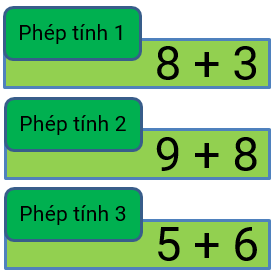 Phép tính 1
8 + 3
Phép tính 2
9 + 8
Phép tính 3
5 + 6